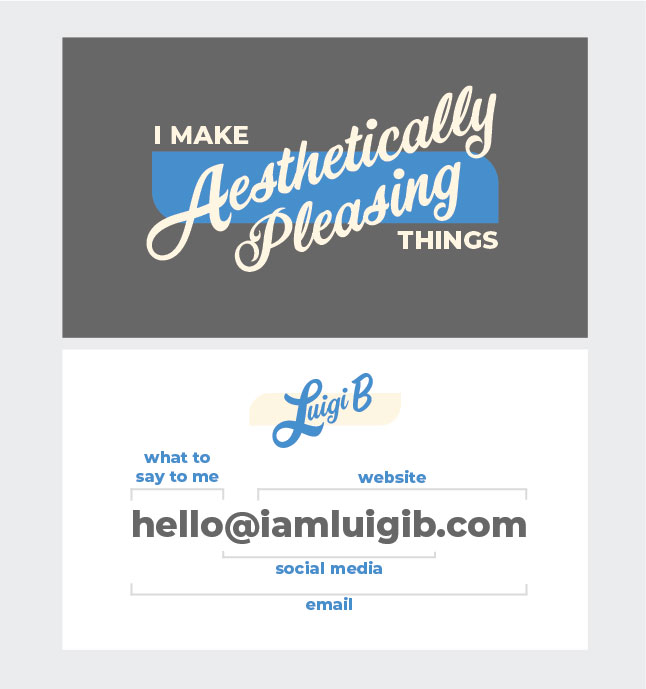 I MAKE
Aesthetically
Pleasing
THINGS
Luigi B
what to
say to me
website
hello@iamluigib.com
social media
email